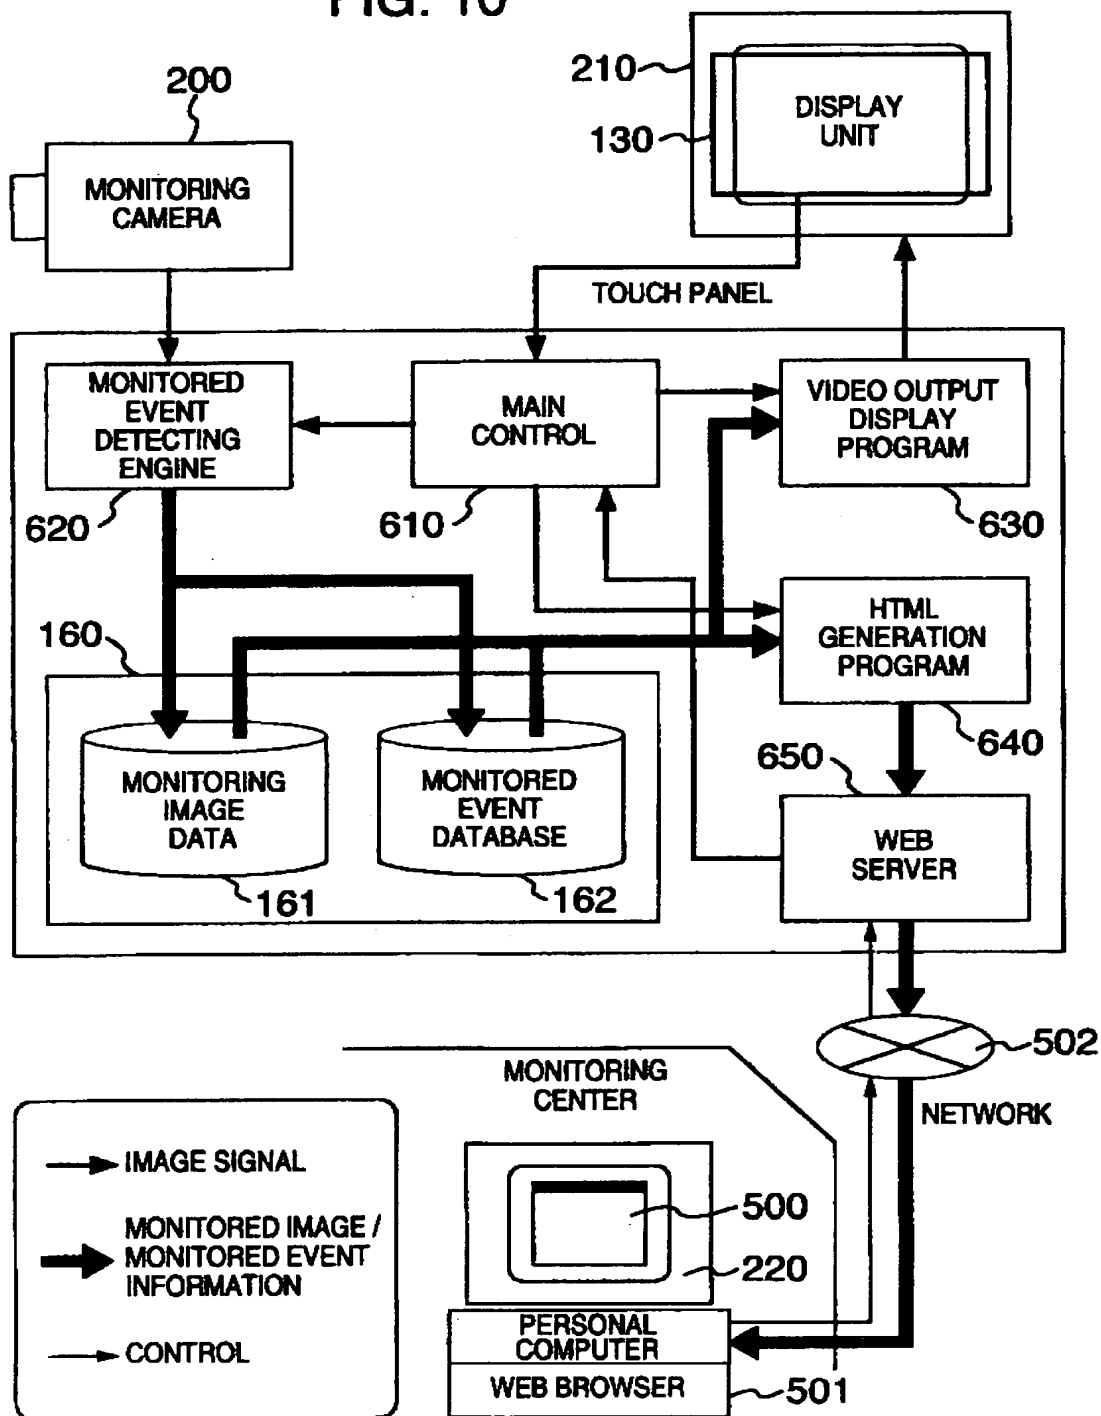 FIG. 10
200
MONITORING
CAMERA
210
130
DISPLAY
UNIT
TOUCH PANEL
MONITORED
EVENT
DETECTING
ENGINE
620
MAIN
CONTROL
610
VIDEO OUTPUT
DISPLAY
PROGRAM
630
HTML
GENERATION
PROGRAM
640
160
MONITORING
IMAGE
DATA
161
MONITORED
EVENT
DATABASE
162
650
WEB
SERVER
502
NETWORK
MONITORING
CENTER
500
220
PERSONAL
COMPUTER
WEB BROWSER
501
IMAGE SIGNAL
MONITORED IMAGE /
MONITORED EVENT
INFORMATION
CONTROL